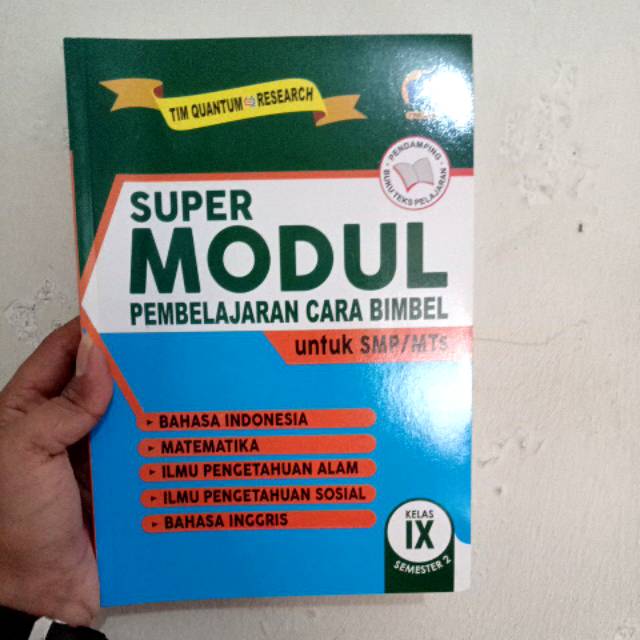 TIM QUANTUM RESEARCH
PENDAMPING
BUKU TEKS PELAJARAN
SUPER
MODUL
PEMBELAJARAN CARA BIMBEL
untuk SMP/MTs
BAHASA INDONESIA
MATEMATIKA
ILMU PENGETAHUAN ALAM
ILMU PENGETAHUAN SOSIAL
BAHASA INGGRIS
KELAS
IX
SEMESTER 2